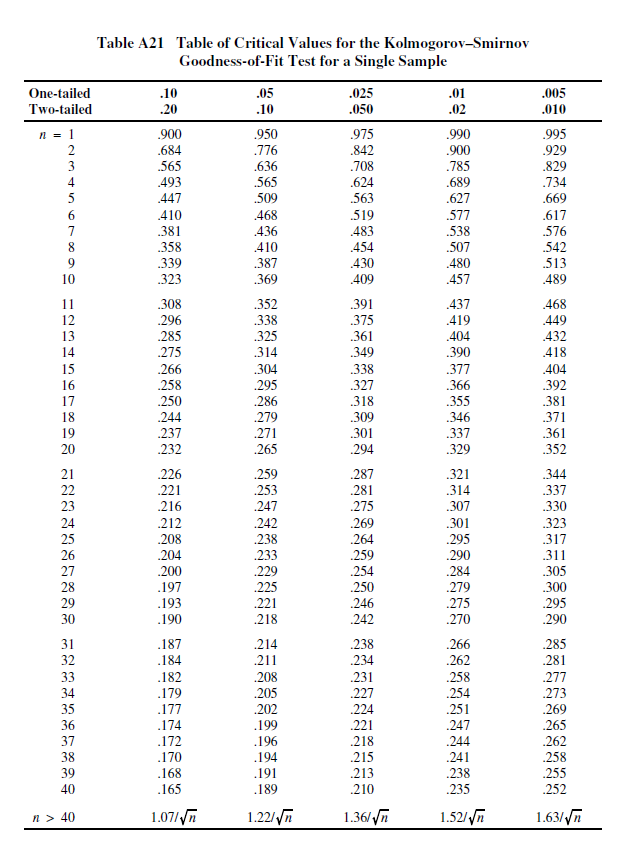 Table A21 Table of Critical Values for the Kolmogorov–Smirnov
Goodness-of-Fit Test for a Single Sample
One-tailed .10 .05 .025 .01 .005
Two-tailed .20 .10 .050 .02 .010
n = 1 .900 .950 .975 .990 .995
2 .684 .776 .842 .900 .929
3 .565 .636 .708 .785 .829
4 .493 .565 .624 .689 .734
5 .447 .509 .563 .627 .669
6 .410 .468 .519 .577 .617
7 .381 .436 .483 .538 .576
8 .358 .410 .454 .507 .542
9 .339 .387 .430 .480 .513
10 .323 .369 .409 .457 .489
11 .308 .352 .391 .437 .468
12 .296 .338 .375 .419 .449
13 .285 .325 .361 .404 .432
14 .275 .314 .349 .390 .418
15 .266 .304 .338 .377 .404
16 .258 .295 .327 .366 .392
17 .250 .286 .318 .355 .381
18 .244 .279 .309 .346 .371
19 .237 .271 .301 .337 .361
20 .232 .265 .294 .329 .352
21 .226 .259 .287 .321 .344
22 .221 .253 .281 .314 .337
23 .216 .247 .275 .307 .330
24 .212 .242 .269 .301 .323
25 .208 .238 .264 .295 .317
26 .204 .233 .259 .290 .311
27 .200 .229 .254 .284 .305
28 .197 .225 .250 .279 .300
29 .193 .221 .246 .275 .295
30 .190 .218 .242 .270 .290
31 .187 .214 .238 .266 .285
32 .184 .211 .234 .262 .281
33 .182 .208 .231 .258 .277
34 .179 .205 .227 .254 .273
35 .177 .202 .224 .251 .269
36 .174 .199 .221 .247 .265
37 .172 .196 .218 .244 .262
38 .170 .194 .215 .241 .258
39 .168 .191 .213 .238 .255
40 .165 .189 .210 .235 .252
n > 40 1.07/√n 1.22/√n 1.36/√n 1.52/√n 1.63/√n